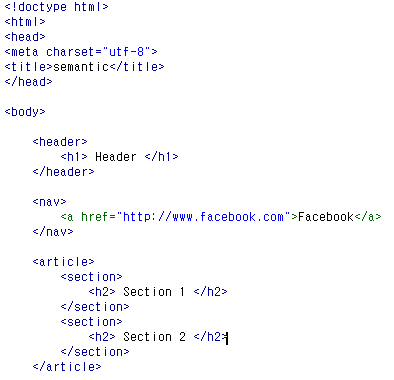 <!doctype html>
<html>
<head>
<meta charset="utf-8">
<title>semantic</title>
</head>
<body>
<header>
<h1> Header </h1>
</header>
<nav>
<a href="http://www.facebook.com">Facebook</a>
</nav>
<article>
<section>
<h2> Section 1 </h2>
</section>
<section>
<h2> Section 2 </h2>
</section>
</article>